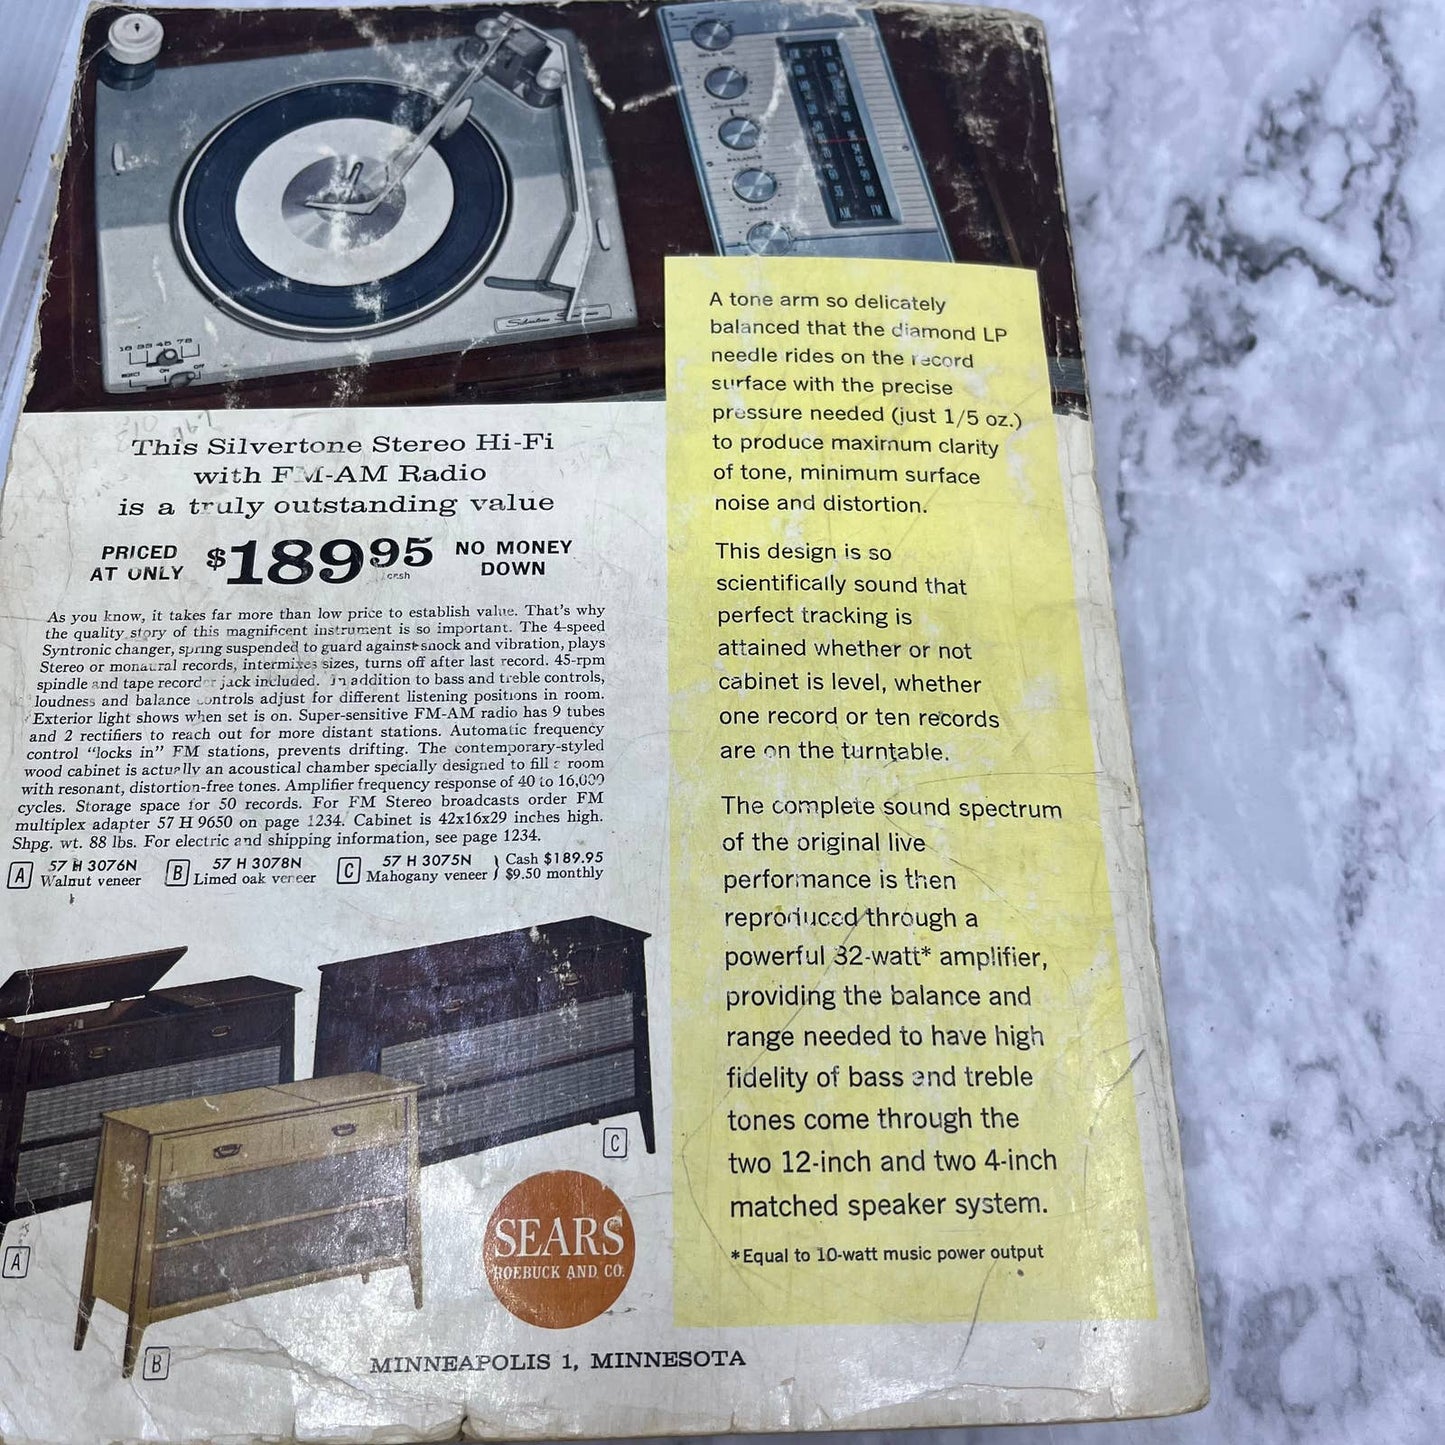 16 33 45 78
REJECT ON OFF
Silvertone
BALANCE
BASS
AM FM
A tone arm so delicately
balanced that the diamond LP
needle rides on the record
surface with the precise
pressure needed (just 1/5 oz.)
to produce maximum clarity
of tone, minimum surface
noise and distortion.
This design is so
scientifically sound that
perfect tracking is
attained whether or not
cabinet is level, whether
one record or ten records
are on the turntable.
The complete sound spectrum
of the original live
performance is then
reproduced through a
powerful 32-watt* amplifier,
providing the balance and
range needed to have high
fidelity of bass and treble
tones come through the
two 12-inch and two 4-inch
matched speaker system.
*Equal to 10-watt music power output
This Silvertone Stereo Hi-Fi
with FM-AM Radio
is a truly outstanding value
PRICED
AT ONLY
$189 95
cash
NO MONEY
DOWN
As you know, it takes far more than low price to establish value. That's why
the quality story of this magnificent instrument is so important. The 4-speed
Syntronic changer, spring suspended to guard against shock and vibration, plays
Stereo or monaural records, intermixes sizes, turns off after last record. 45-rpm
spindle and tape recorder jack included. In addition to bass and treble controls,
loudness and balance controls adjust for different listening positions in room.
Exterior light shows when set is on. Super-sensitive FM-AM radio has 9 tubes
and 2 rectifiers to reach out for more distant stations. Automatic frequency
control "locks in" FM stations, prevents drifting. The contemporary-styled
wood cabinet is actually an acoustical chamber specially designed to fill a room
with resonant, distortion-free tones. Amplifier frequency response of 40 to 16,000
cycles. Storage space for 50 records. For FM Stereo broadcasts order FM
multiplex adapter 57 H 9650 on page 1234. Cabinet is 42x16x29 inches high.
Shpg. wt. 88 lbs. For electric and shipping information, see page 1234.
A 57 H 3076N
Walnut veneer
B 57 H 3078N
Limed oak veneer
C 57 H 3075N
Mahogany veneer
Cash $189.95
$9.50 monthly
C
A
B
SEARS
ROEBUCK AND CO.
MINNEAPOLIS 1, MINNESOTA